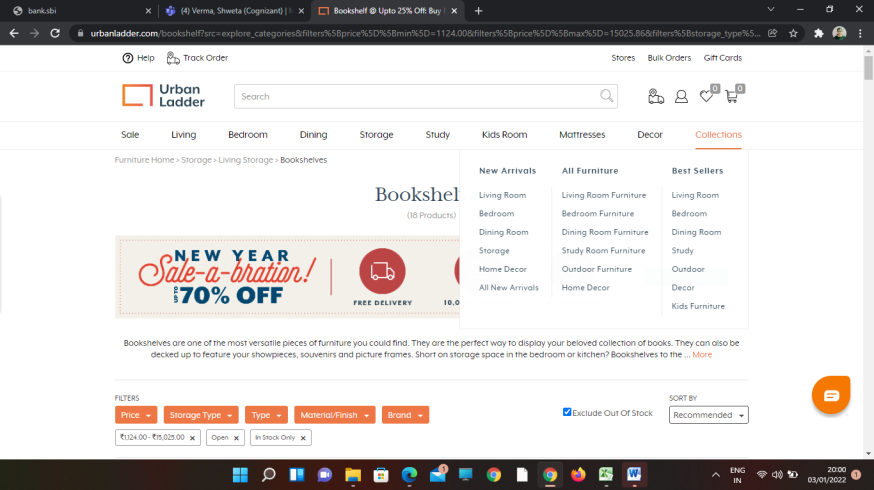 bank.sbi
(4) Verma, Shweta (Cognizant) |
Bookshelf @ Upto 25% Off: Buy
urbanladder.com/bookshelf?src=explore_categories&filters%5Bprice%5D%5Bmin%5D=1124.00&filters%5Bprice%5D%5Bmax%5D=15025.86&filters%5Bstorage_type%5...
Help
Track Order
Stores
Bulk Orders
Gift Cards
Urban
Ladder
Search
0
0
Sale
Living
Bedroom
Dining
Storage
Study
Kids Room
Mattresses
Decor
Collections
Furniture Home > Storage > Living Storage > Bookshelves
New Arrivals
Living Room
Bedroom
Dining Room
Storage
Home Decor
All New Arrivals
All Furniture
Living Room Furniture
Bedroom Furniture
Dining Room Furniture
Study Room Furniture
Outdoor Furniture
Home Decor
Best Sellers
Living Room
Bedroom
Dining Room
Study
Outdoor
Decor
Kids Furniture
Bookshel
(18 Products)
NEW YEAR
Sale-a-bration!
UP TO 70% OFF
FREE DELIVERY
10,0
Bookshelves are one of the most versatile pieces of furniture you could find. They are the perfect way to display your beloved collection of books. They can also be
decked up to feature your showpieces, souvenirs and picture frames. Short on storage space in the bedroom or kitchen? Bookshelves to the ... More
FILTERS
Price
Storage Type
Type
Material/Finish
Brand
Exclude Out Of Stock
SORT BY
Recommended
₹1,124.00 - ₹15,025.00 ×
Open ×
In Stock Only ×
1
ENG
IN
20:00
03/01/2022
1